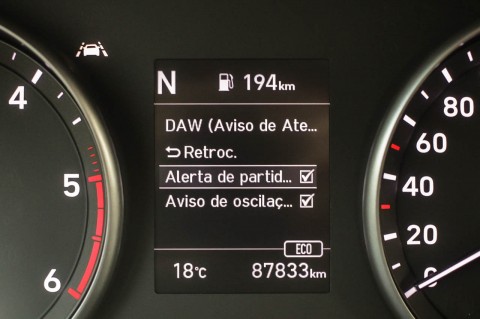 N 194km
DAW (Aviso de Ate...
Retroc.
Alerta de partid...
Aviso de oscilaç...
ECO
18°C 87833km
4
5
6
80
60
40
20
0